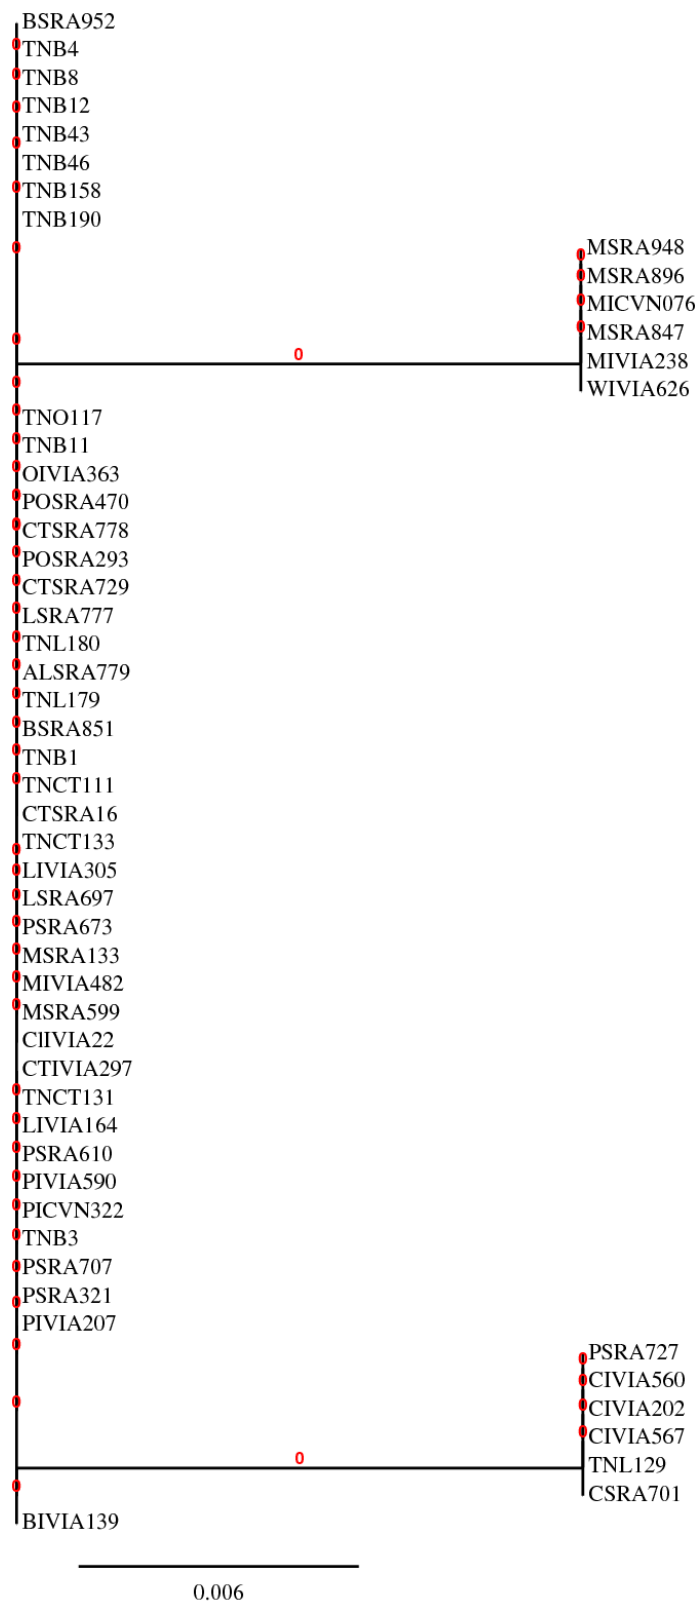 BSRA952
TNB4
TNB8
TNB12
TNB43
TNB46
TNB158
TNB190
MSRA948
MSRA896
MICVN076
MSRA847
0
MIVIA238
WIVIA626
TNO117
TNB11
OIVIA363
POSRA470
CTSRA778
POSRA293
CTSRA729
LSRA777
TNL180
ALSRA779
TNL179
BSRA851
TNB1
TNCT111
CTSRA16
TNCT133
LIVIA305
LSRA697
PSRA673
MSRA133
MIVIA482
MSRA599
ClIVIA22
CTIVIA297
TNCT131
LIVIA164
PSRA610
PIVIA590
PICVN322
TNB3
PSRA707
PSRA321
PIVIA207
PSRA727
CIVIA560
CIVIA202
CIVIA567
0
TNL129
CSRA701
BIVIA139
0.006